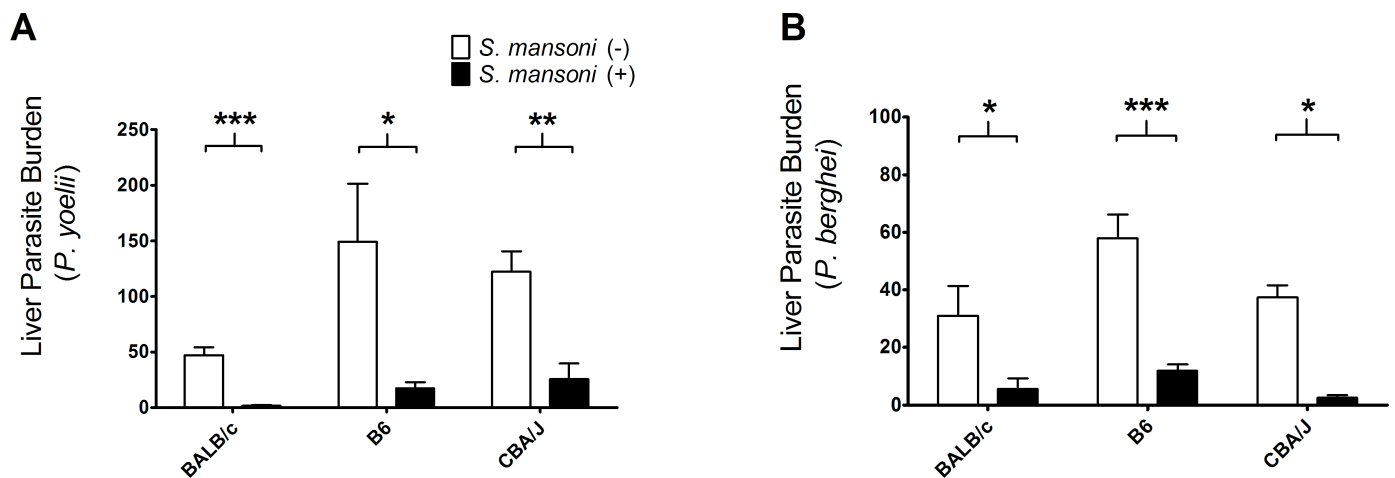 A
S. mansoni (-)
S. mansoni (+)
Liver Parasite Burden
(P. yoelii)
250
200
150
100
50
0
***
*
**
BALB/c
B6
CBA/J
B
Liver Parasite Burden
(P. berghei)
100
80
60
40
20
0
*
***
*
BALB/c
B6
CBA/J